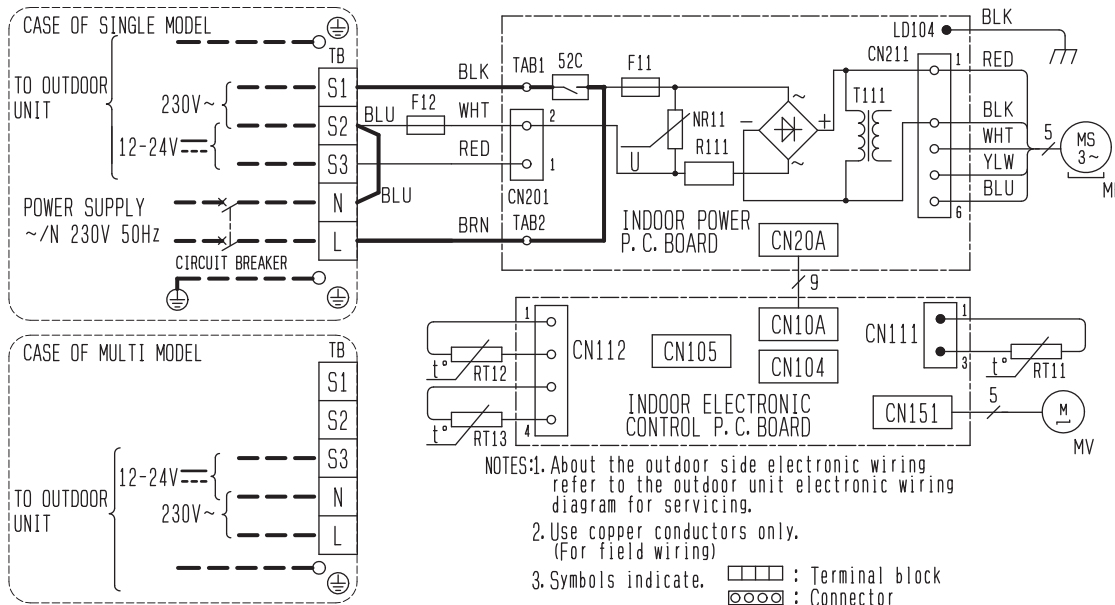 CASE OF SINGLE MODEL
TB
TO OUTDOOR
UNIT
230V~
12-24V
S1
S2
S3
N
L
POWER SUPPLY
~/N 230V 50Hz
CIRCUIT BREAKER
BLU
F12
BLU
BLK
WHT
RED
BRN
TAB1
52C
F11
2
1
CN201
TAB2
NR11
U
R111
~
~
-
+
T111
LD104
BLK
CN211
1
6
RED
BLK
WHT
YLW
BLU
5
MS
3~
INDOOR POWER
P.C.BOARD
CN20A
9
CN10A
CASE OF MULTI MODEL
TB
S1
S2
S3
N
L
12-24V
230V~
TO OUTDOOR
UNIT
1
4
CN112
t°
RT12
t°
RT13
CN105
CN104
CN111
1
3
t°
RT11
CN151
5
M
MV
INDOOR ELECTRONIC
CONTROL P.C.BOARD
NOTES:1. About the outdoor side electronic wiring
refer to the outdoor unit electronic wiring
diagram for servicing.
2. Use copper conductors only.
(For field wiring)
3. Symbols indicate.
: Terminal block
: Connector